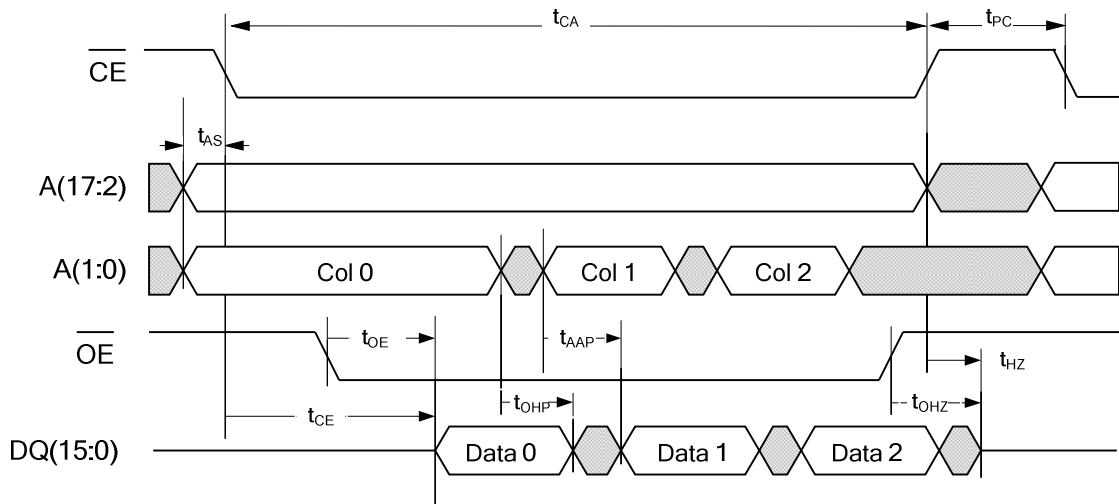 tCA
tPC
CE
tAS
A(17:2)
A(1:0)
Col 0
Col 1
Col 2
OE
tOE
tAAP
tHZ
tOHP
tOHZ
tCE
DQ(15:0)
Data 0
Data 1
Data 2